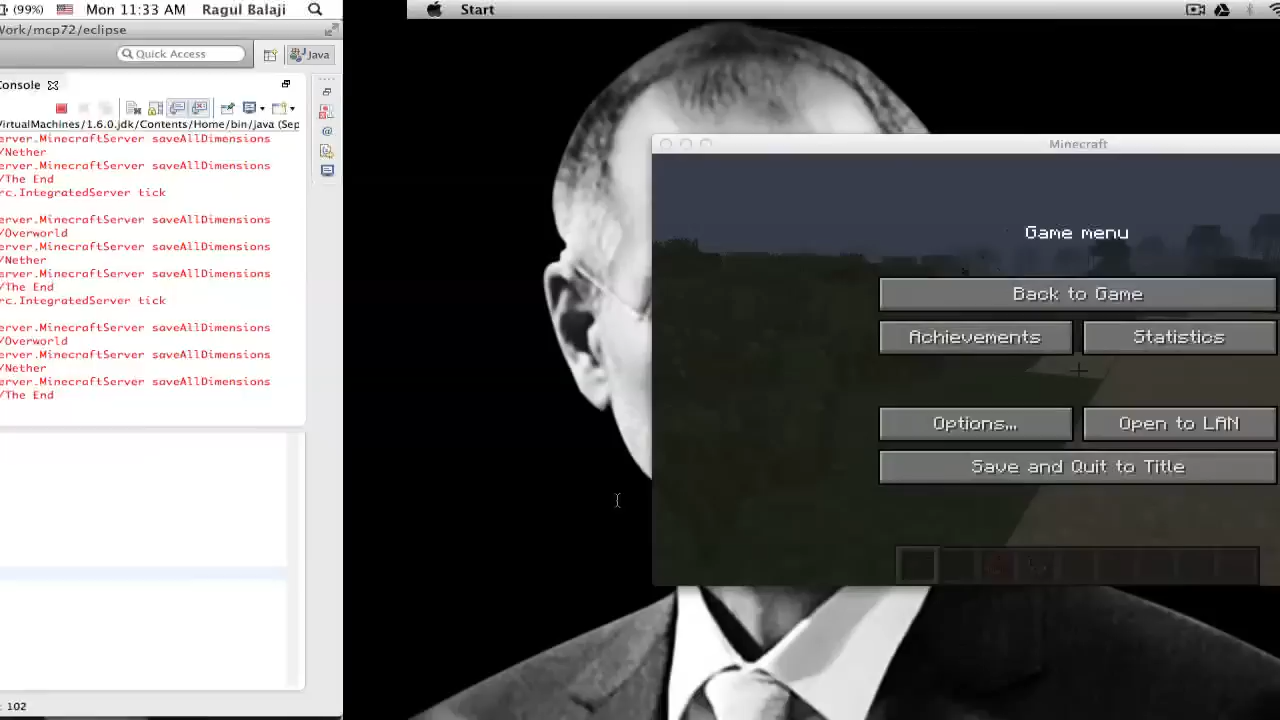 (99%) Mon 11:33 AM Ragul Balaji
Start
Work/mcp72/eclipse
Quick Access
Java
Console
VirtualMachines/1.6.0.jdk/Contents/Home/bin/java (Sep
erver.MinecraftServer saveAllDimensions
/Nether
erver.MinecraftServer saveAllDimensions
/The End
rc.IntegratedServer tick
erver.MinecraftServer saveAllDimensions
/Overworld
erver.MinecraftServer saveAllDimensions
/Nether
erver.MinecraftServer saveAllDimensions
/The End
rc.IntegratedServer tick
erver.MinecraftServer saveAllDimensions
/Overworld
erver.MinecraftServer saveAllDimensions
/Nether
erver.MinecraftServer saveAllDimensions
/The End
: 102
Minecraft
Game menu
Back to Game
Achievements
Statistics
Options...
Open to LAN
Save and Quit to Title